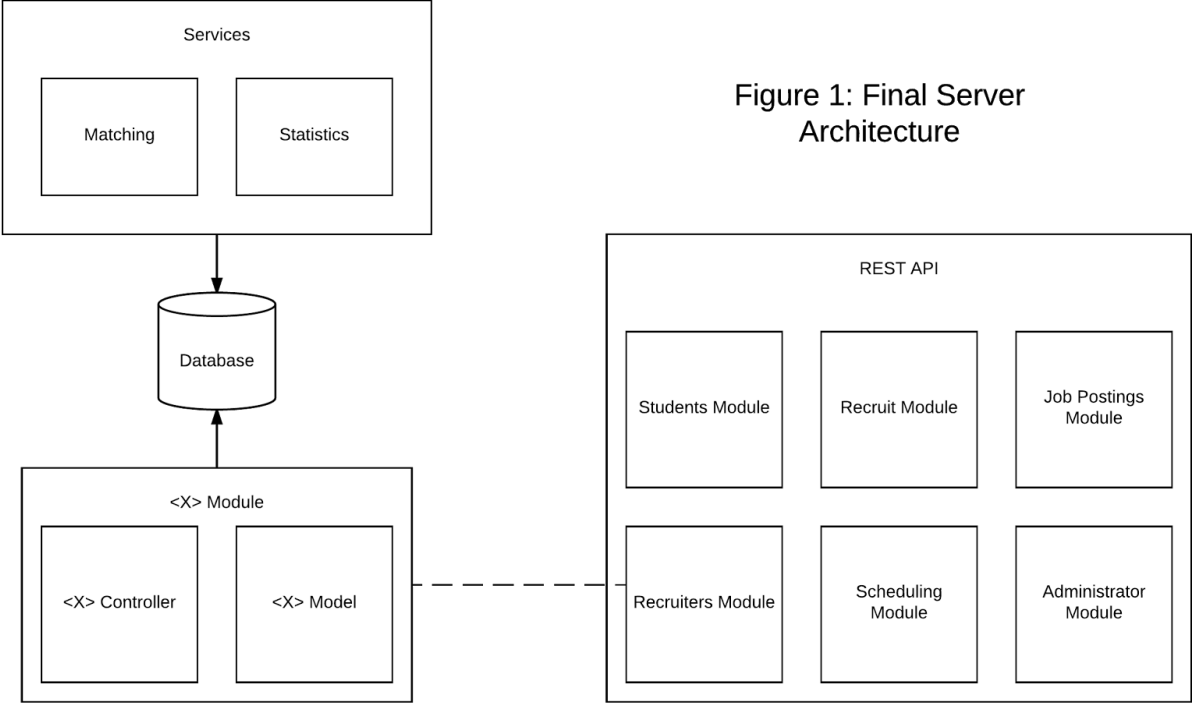 Services
Matching
Statistics
Figure 1: Final Server
Architecture
REST API
Database
Students Module
Recruit Module
Job Postings
Module
<X> Module
<X> Controller
<X> Model
Recruiters Module
Scheduling
Module
Administrator
Module